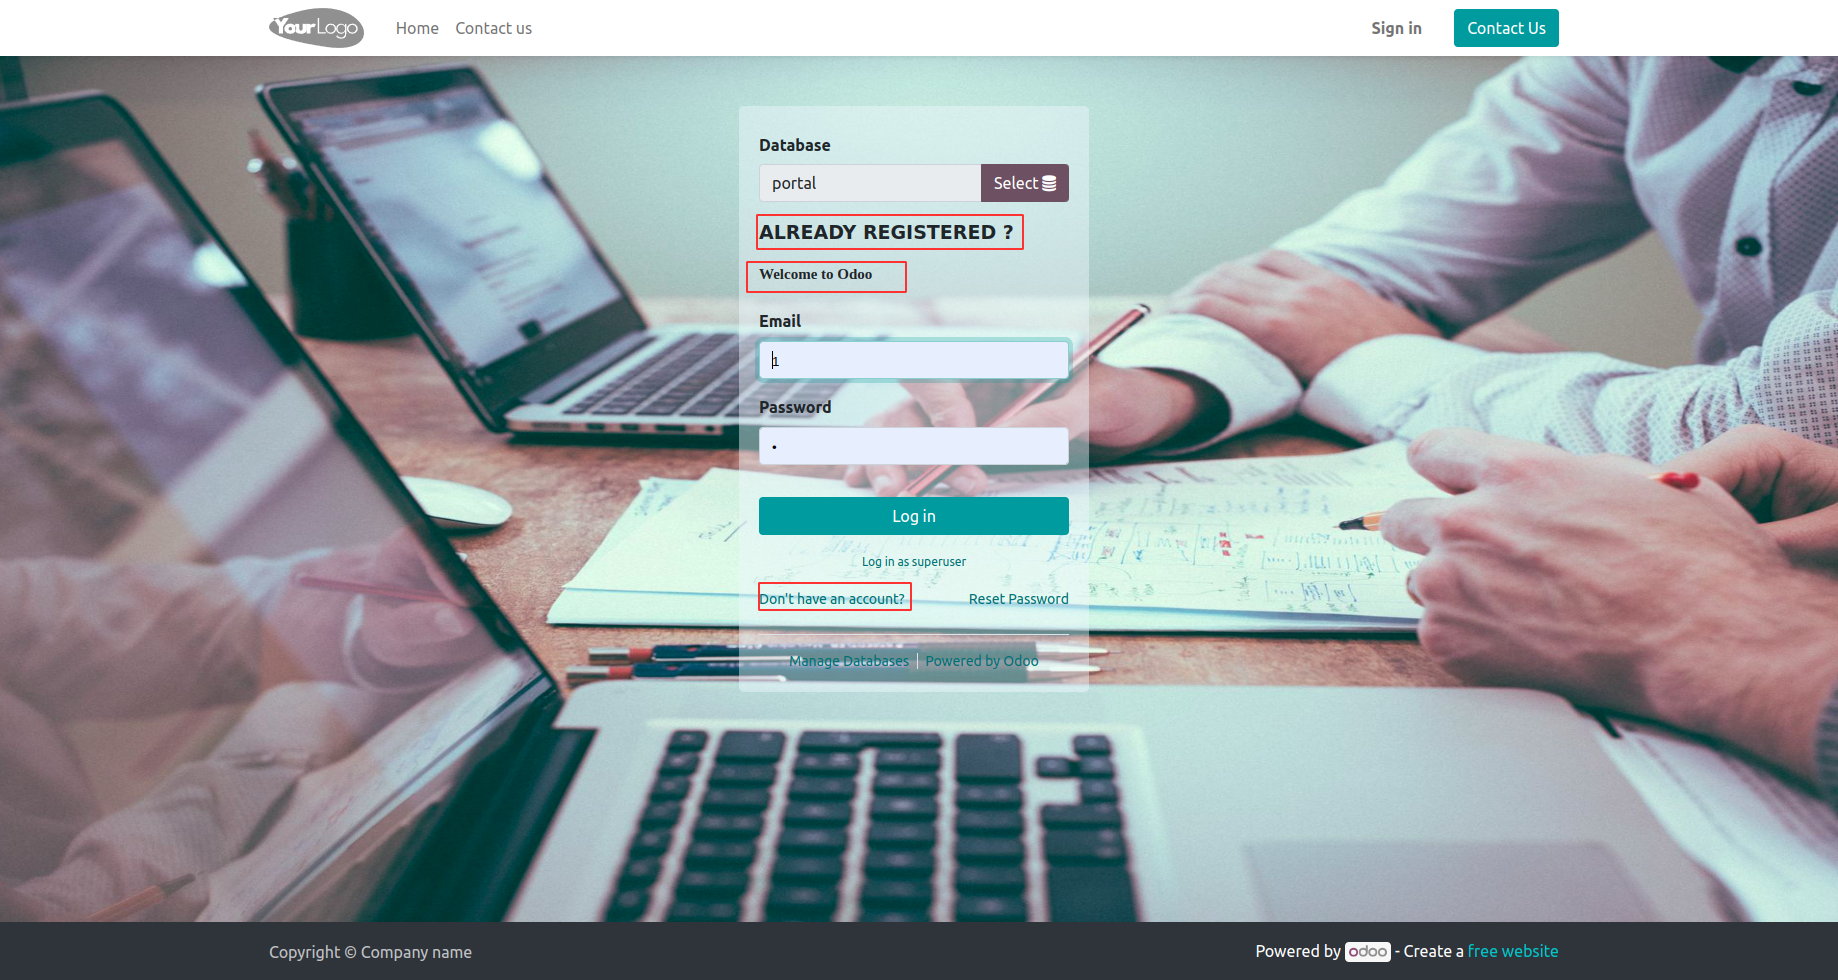 YourLogo Home Contact us Sign in Contact Us
Database
portal Select
ALREADY REGISTERED ?
Welcome to Odoo
Email
1
Password
•
Log in
Log in as superuser
Don't have an account? Reset Password
Manage Databases Powered by Odoo
Copyright © Company name Powered by odoo - Create a free website